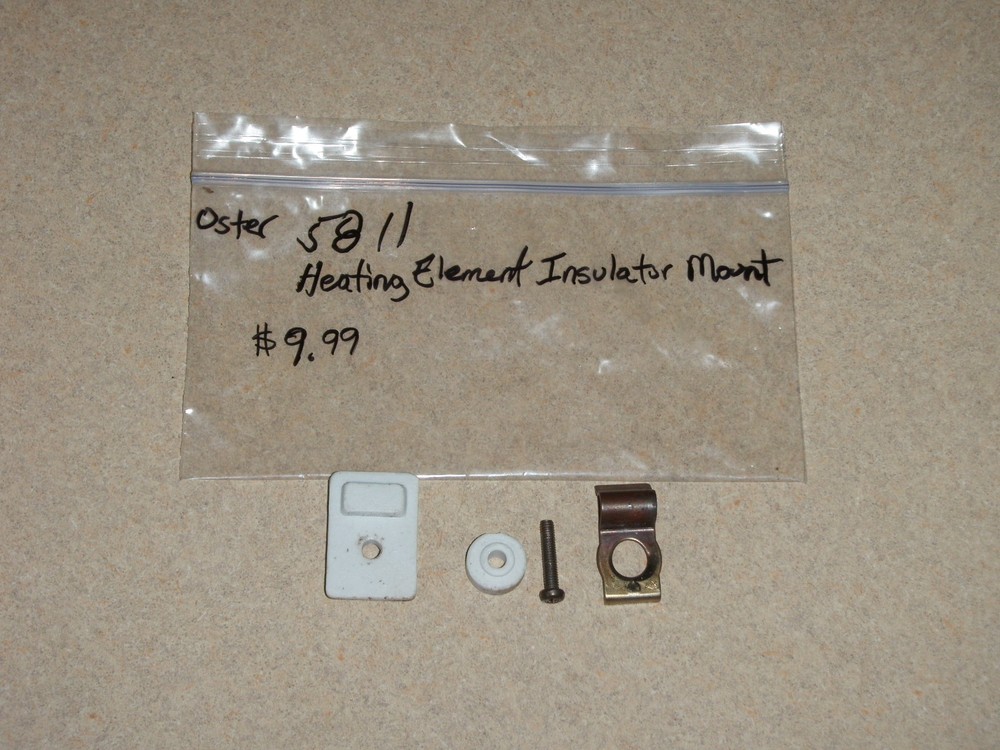 Oster 5811
Heating Element Insulator Mount
$9.99